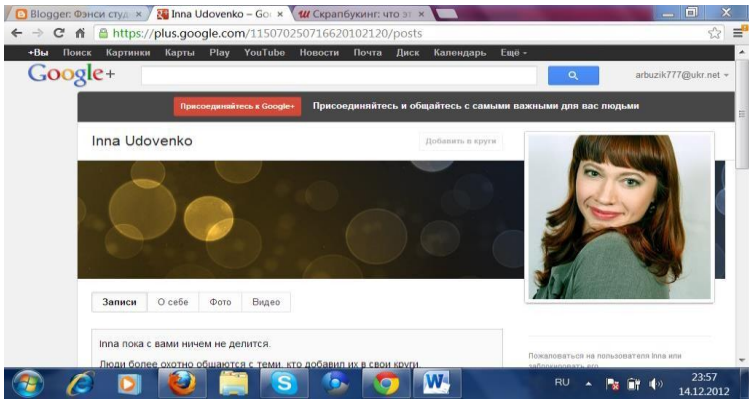 Blogger: Фэнси студ
Inna Udovenko – Go
Скрапбукинг: что э
https://plus.google.com/115070250716620102120/posts
+Вы Поиск Картинки Карты Play YouTube Новости Почта Диск Календарь Ещё
Google+
arbuzik777@ukr.net
Присоединяйтесь к Google+ Присоединяйтесь и общайтесь с самыми важными для вас людьми
Inna Udovenko
Добавить в круги
Записи О себе Фото Видео
Inna пока с вами ничем не делится.
Люди более охотно общаются с теми, кто добавил их в свои круги.
Пожаловаться на пользователя Inna или
заблокировать его
RU
23:57
14.12.2012